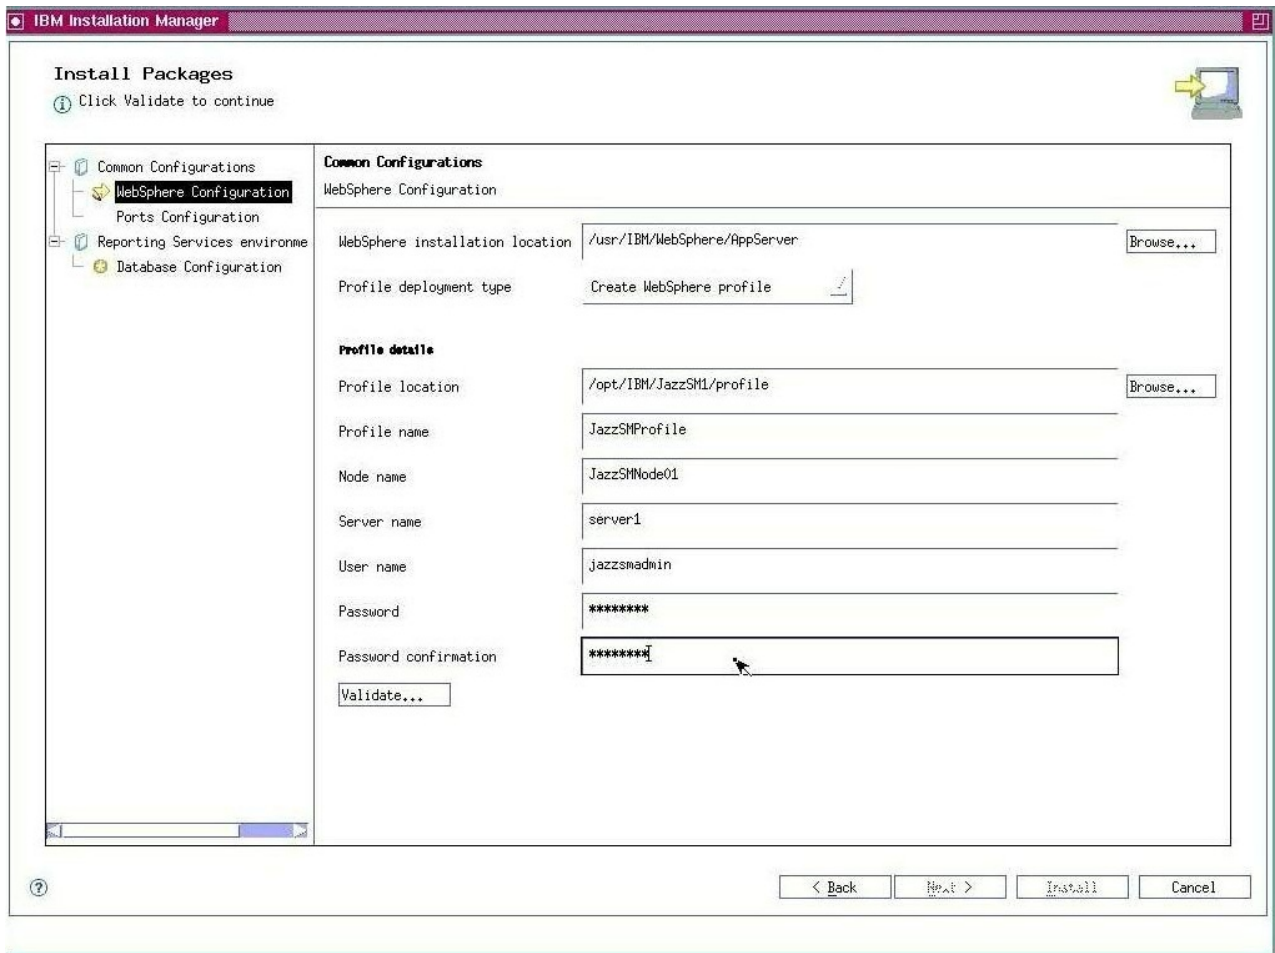 IBM Installation Manager
Install Packages
Click Validate to continue
Common Configurations
WebSphere Configuration
Ports Configuration
Reporting Services environme
Database Configuration
Common Configurations
WebSphere Configuration
WebSphere installation location /usr/IBM/WebSphere/AppServer Browse...
Profile deployment type Create WebSphere profile
Profile details
Profile location /opt/IBM/JazzSM1/profile Browse...
Profile name JazzSMProfile
Node name JazzSMNode01
Server name server1
User name jazzsmadmin
Password ********
Password confirmation ********
Validate...
? < Back Next > Install Cancel